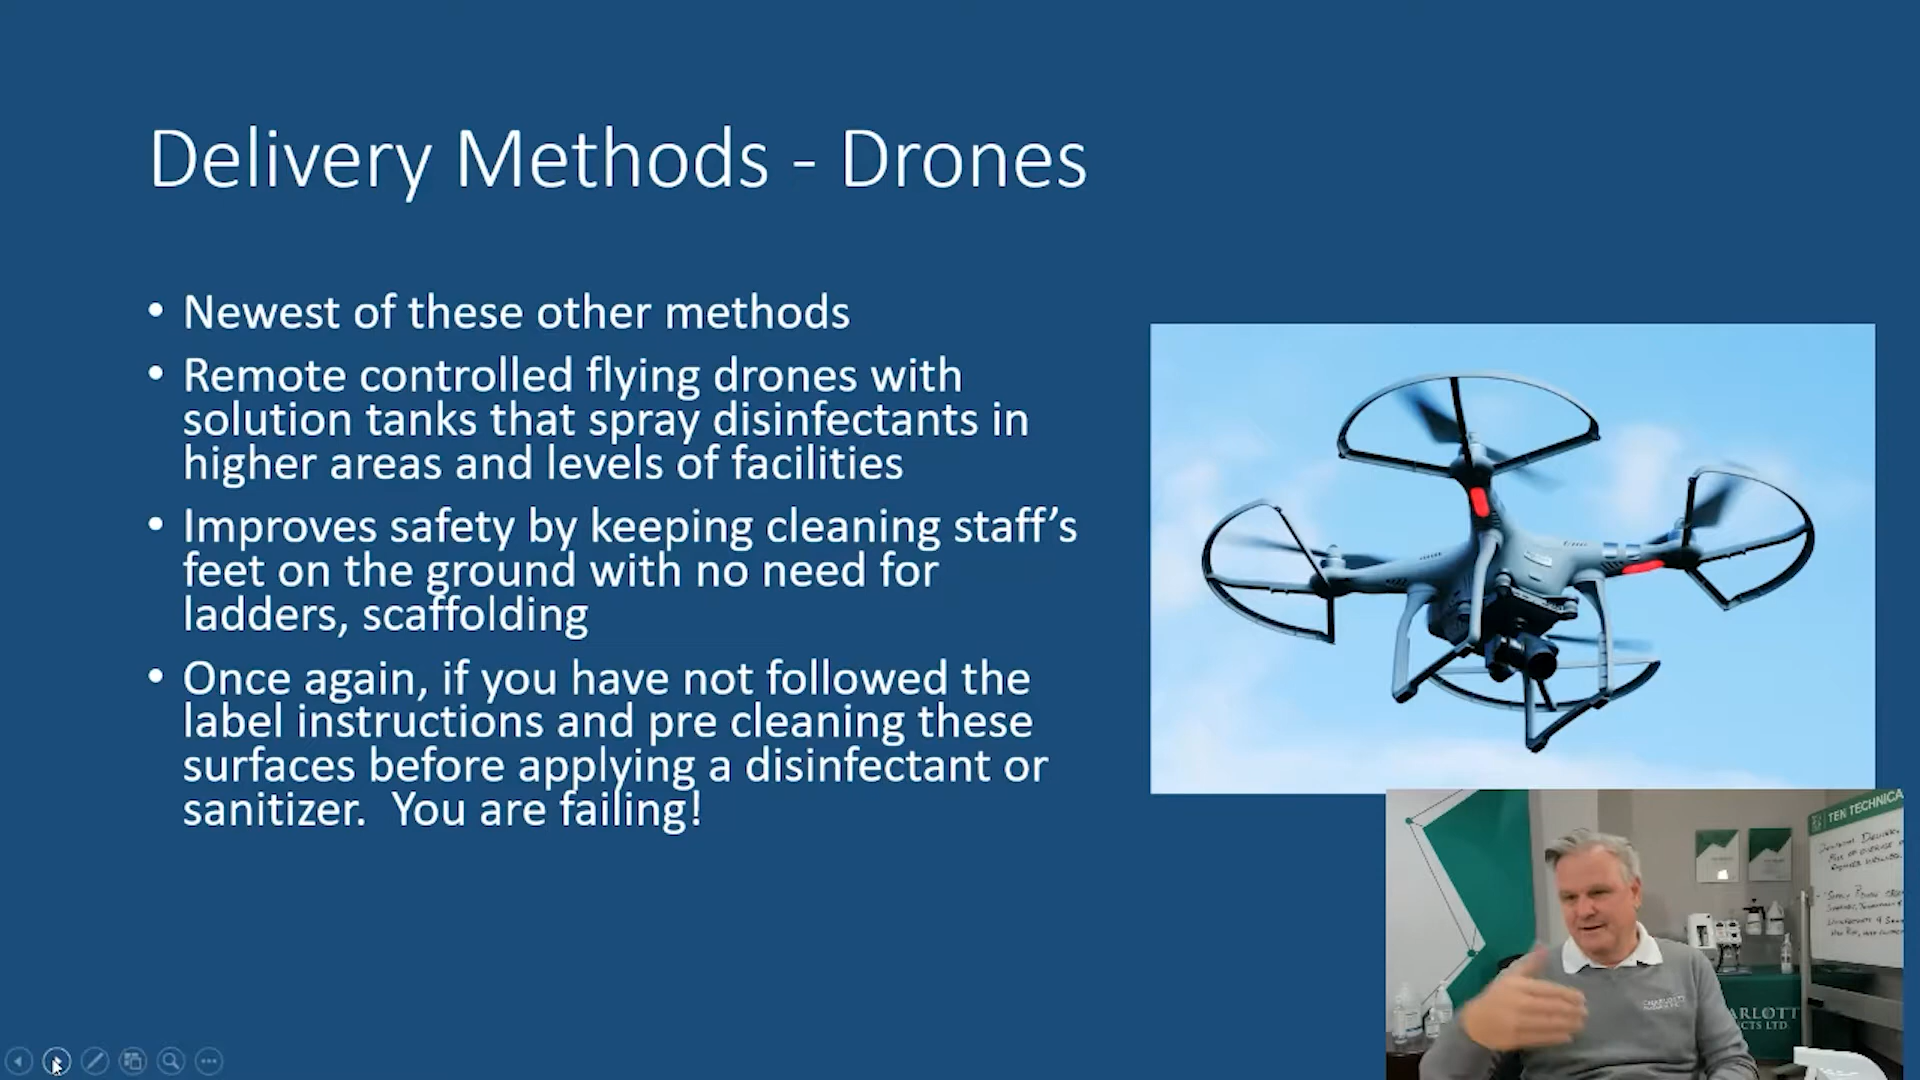 Delivery Methods - Drones
• Newest of these other methods
• Remote controlled flying drones with
solution tanks that spray disinfectants in
higher areas and levels of facilities
• Improves safety by keeping cleaning staff’s
feet on the ground with no need for
ladders, scaffolding
• Once again, if you have not followed the
label instructions and pre cleaning these
surfaces before applying a disinfectant or
sanitizer.  You are failing!
TEN TECHNICA
ARLOTT
CTS LTD.